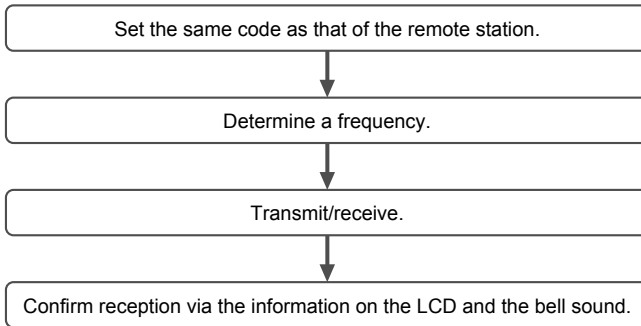 Set the same code as that of the remote station.
Determine a frequency.
Transmit/receive.
Confirm reception via the information on the LCD and the bell sound.